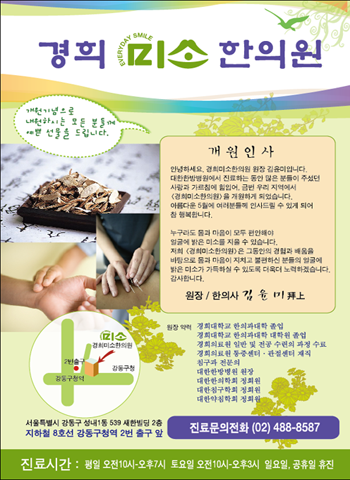 EVERYDAY SMILE
경희 미소 한의원
개원기념으로
내원하시는 모든 분들께
예쁜 선물을 드립니다.
개원인사
안녕하세요, 경희미소한의원 원장 김윤미입니다.
대한한방병원에서 진료하는 동안 많은 분들이 주셨던
사랑과 가르침에 힘입어, 금번 우리 지역에서
<경희미소한의원>을 개원하게 되었습니다.
아름다운 5월에 여러분들께 인사드릴 수 있게 되어
참 행복합니다.
누구라도 몸과 마음이 모두 편안해야
얼굴에 밝은 미소를 지을 수 있습니다.
저희 <경희미소한의원>은 그동안의 경험과 배움을
바탕으로 몸과 마음이 지치고 불편하신 분들의 얼굴에
밝은 미소가 가득하실 수 있도록 더욱더 노력하겠습니다.
감사합니다.
원장 / 한의사 김윤미 拜上
미소
경희미소한의원
2번출구
강동구청역
강동구청
원장 약력
경희대학교 한의과대학 졸업
경희대학교 한의과대학 대학원 졸업
경희의료원 일반 및 전공 수련의 과정 수료
경희의료원 통증센터·관절센터 재직
침구과 전문의
대한한방병원 원장
대한한의학회 정회원
대한침구학회 정회원
대한약침학회 정회원
서울특별시 강동구 성내1동 539 새한빌딩 2층
지하철 8호선 강동구청역 2번 출구 앞
진료문의전화 (02) 488-8587
진료시간 : 평일 오전10시-오후7시 토요일 오전10시-오후3시 일요일, 공휴일 휴진